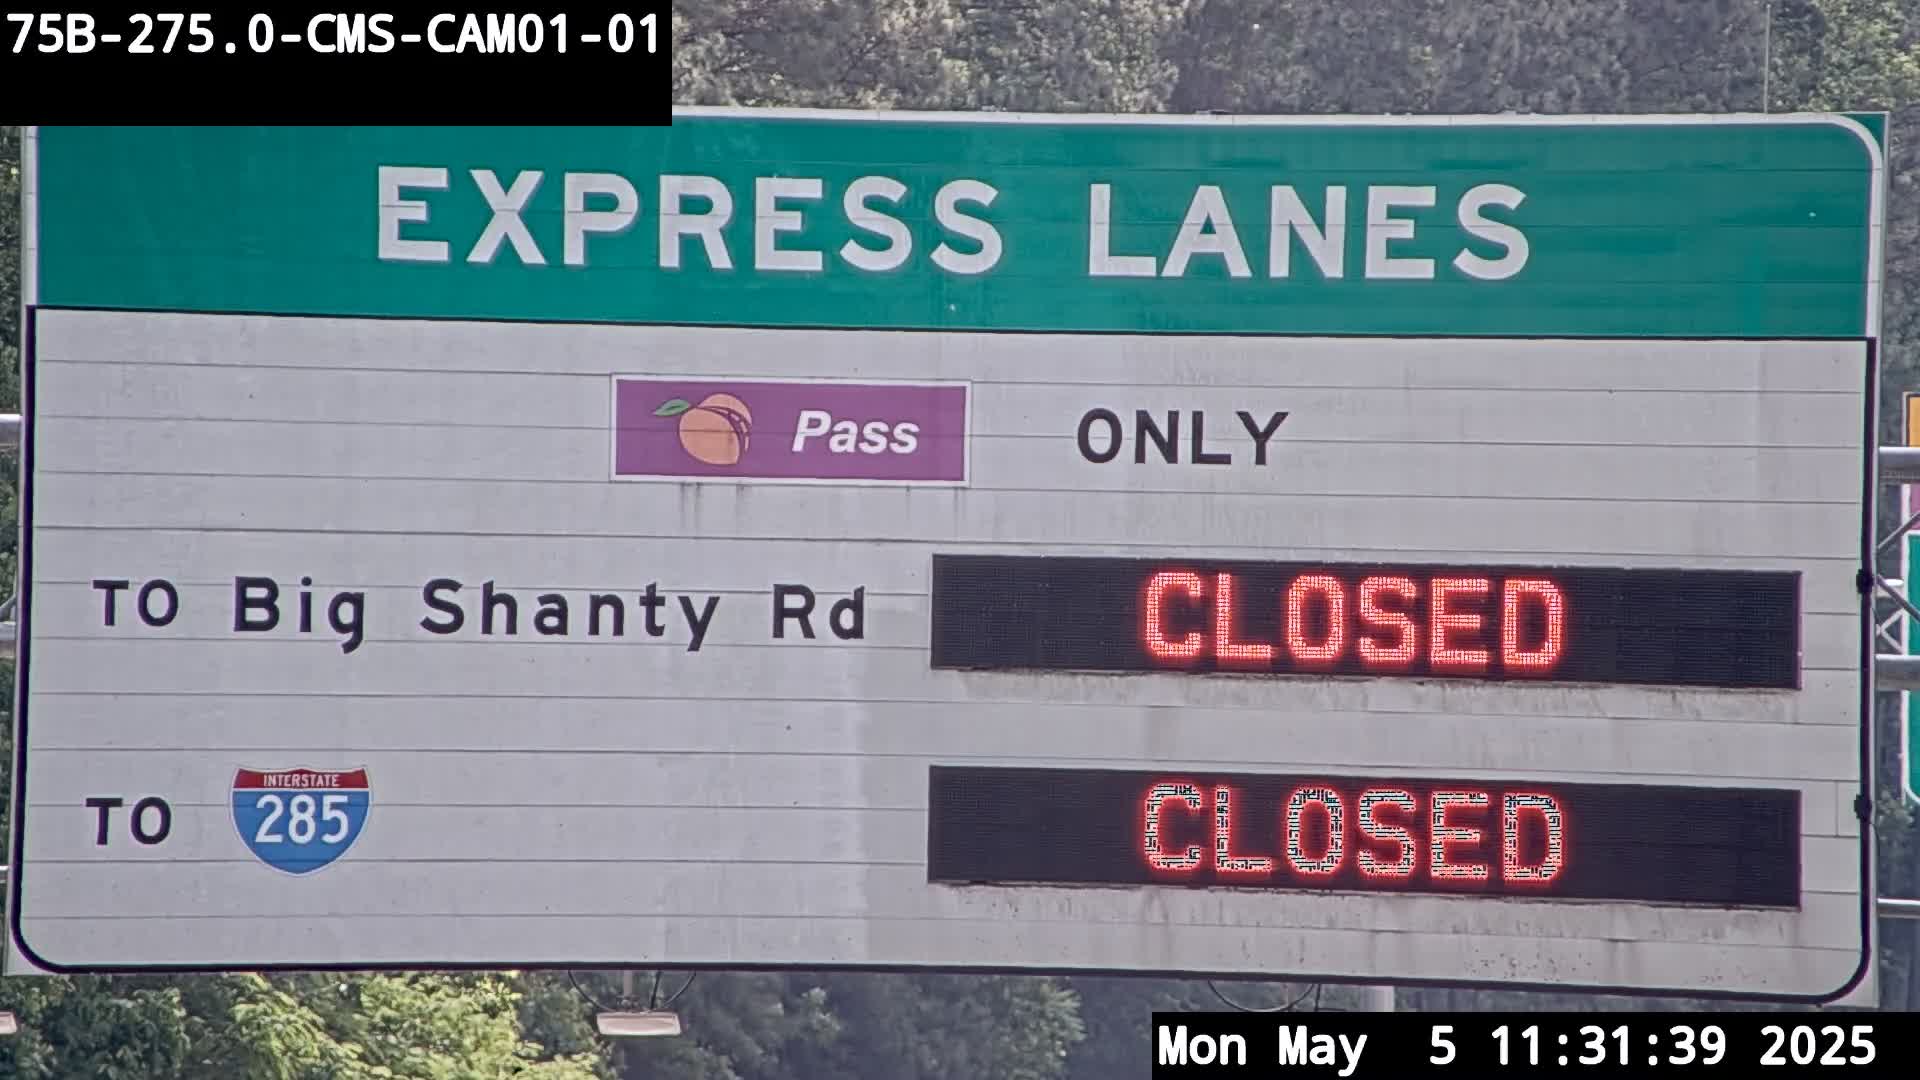 75B-275.0-CMS-CAM01-01
EXPRESS LANES
Pass ONLY
TO Big Shanty Rd CLOSED
INTERSTATE
TO 285 CLOSED
Mon May 5 11:31:39 2025